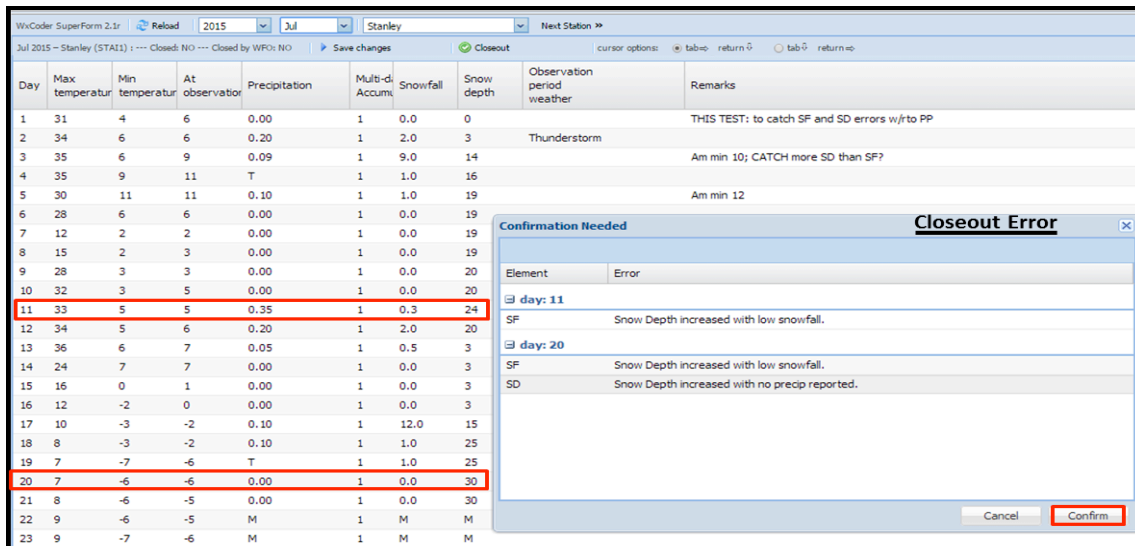 WxCoder SuperForm 2.1r Reload 2015 Jul Stanley Next Station
Jul 2015 - Stanley (STAI1) : --- Closed: NO --- Closed by WFO: NO Save changes Closeout cursor options: tab return tab return
Day Max temperatur Min temperatur At observation Precipitation Multi-da Accumu Snowfall Snow depth Observation period weather Remarks
1 31 4 6 0.00 1 0.0 0 THIS TEST: to catch SF and SD errors w/rto PP
2 34 6 6 0.20 1 2.0 3 Thunderstorm
3 35 6 9 0.09 1 9.0 14 Am min 10; CATCH more SD than SF?
4 35 9 11 T 1 1.0 16
5 30 11 11 0.10 1 1.0 19 Am min 12
6 28 6 6 0.00 1 0.0 19
7 12 2 2 0.00 1 0.0 19
8 15 2 3 0.00 1 0.0 19
9 28 3 3 0.00 1 0.0 20
10 32 3 5 0.00 1 0.0 20
11 33 5 5 0.35 1 0.3 24
12 34 5 6 0.20 1 2.0 20
13 36 6 7 0.05 1 0.5 3
14 24 7 7 0.00 1 0.0 3
15 16 0 1 0.00 1 0.0 3
16 12 -2 0 0.00 1 0.0 3
17 10 -3 -2 0.10 1 12.0 15
18 8 -3 -2 0.10 1 1.0 25
19 7 -7 -6 T 1 1.0 25
20 7 -6 -6 0.00 1 0.0 30
21 8 -6 -5 0.00 1 0.0 30
22 9 -6 -5 M 1 M M
23 9 -7 -6 M 1 M M
Confirmation Needed Closeout Error
Element Error
day: 11
SF Snow Depth increased with low snowfall.
day: 20
SF Snow Depth increased with low snowfall.
SD Snow Depth increased with no precip reported.
Cancel Confirm